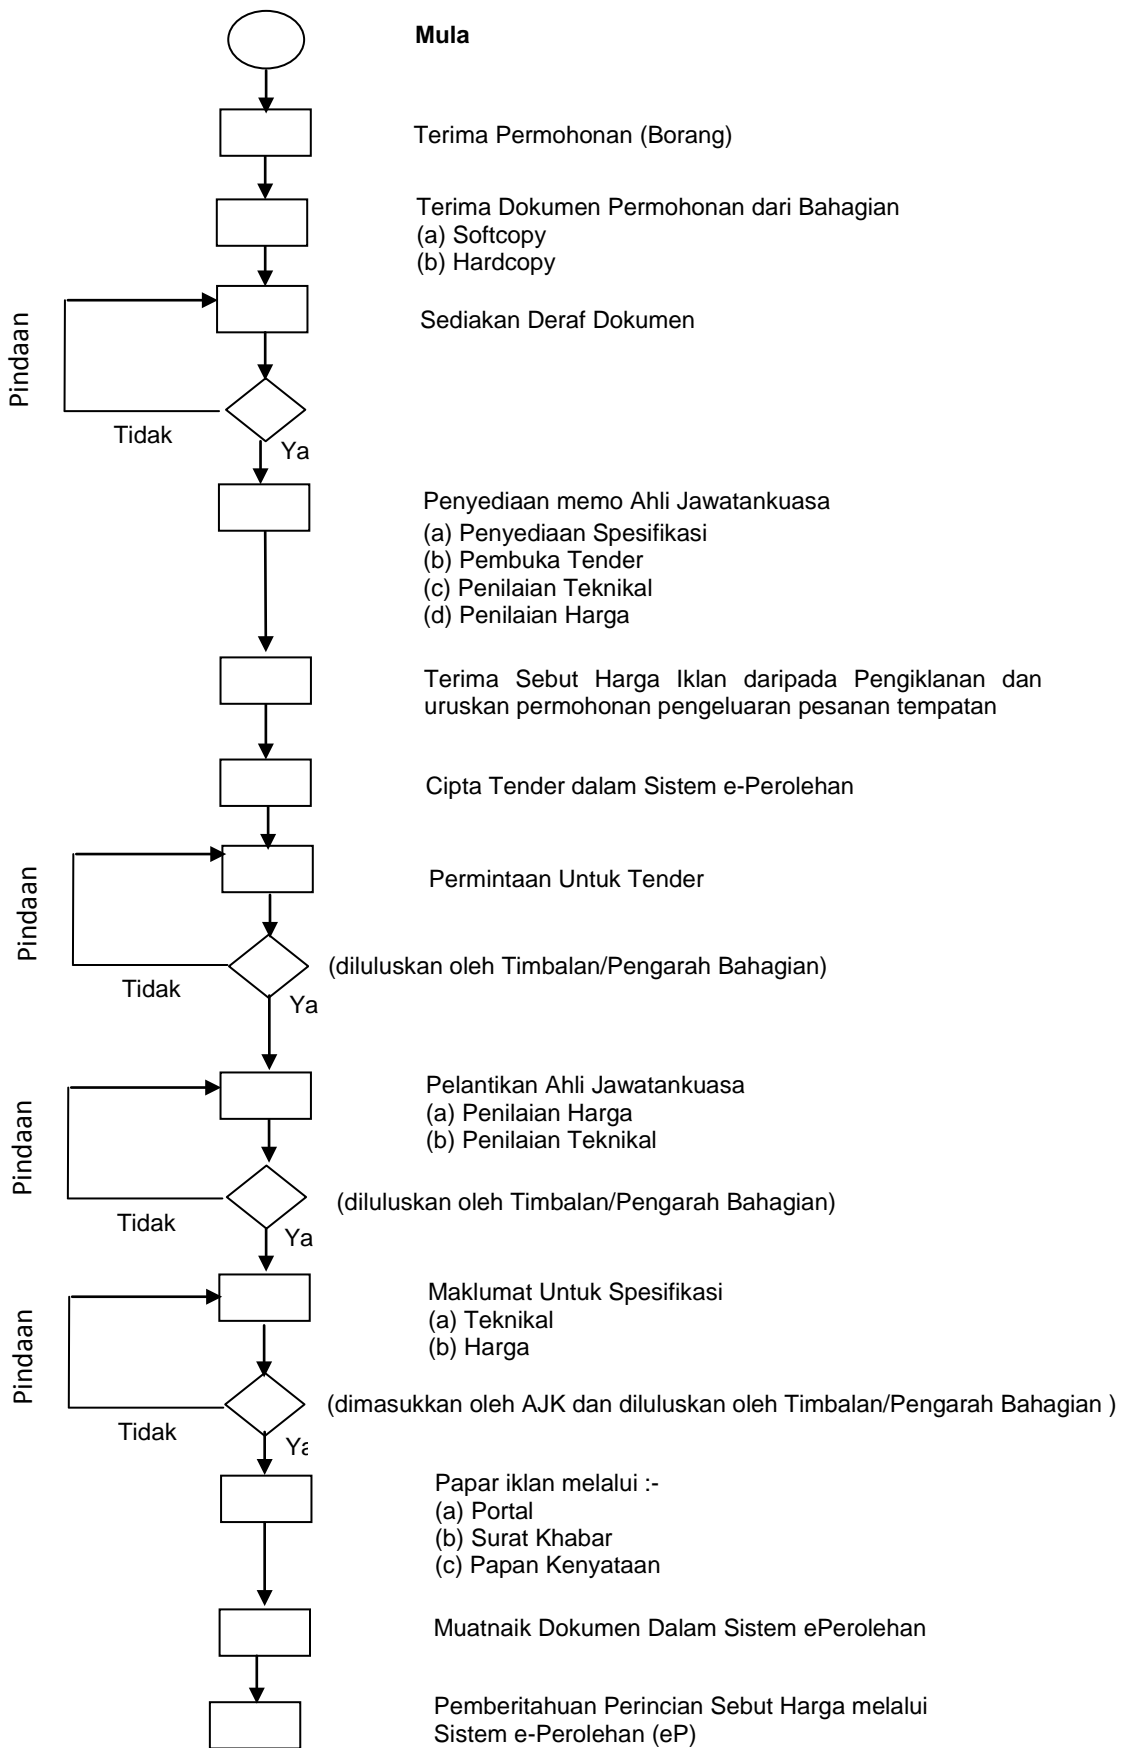 Mula
Terima Permohonan (Borang)
Terima Dokumen Permohonan dari Bahagian
(a) Softcopy
(b) Hardcopy
Sediakan Deraf Dokumen
Pindaan
Tidak
Ya
Penyediaan memo Ahli Jawatankuasa
(a) Penyediaan Spesifikasi
(b) Pembuka Tender
(c) Penilaian Teknikal
(d) Penilaian Harga
Terima Sebut Harga Iklan daripada Pengiklanan dan
uruskan permohonan pengeluaran pesanan tempatan
Cipta Tender dalam Sistem e-Perolehan
Permintaan Untuk Tender
Pindaan
(diluluskan oleh Timbalan/Pengarah Bahagian)
Tidak
Ya
Pelantikan Ahli Jawatankuasa
(a) Penilaian Harga
(b) Penilaian Teknikal
Pindaan
(diluluskan oleh Timbalan/Pengarah Bahagian)
Tidak
Ya
Maklumat Untuk Spesifikasi
(a) Teknikal
(b) Harga
Pindaan
(dimasukkan oleh AJK dan diluluskan oleh Timbalan/Pengarah Bahagian )
Tidak
Ya
Papar iklan melalui :-
(a) Portal
(b) Surat Khabar
(c) Papan Kenyataan
Muatnaik Dokumen Dalam Sistem ePerolehan
Pemberitahuan Perincian Sebut Harga melalui
Sistem e-Perolehan (eP)